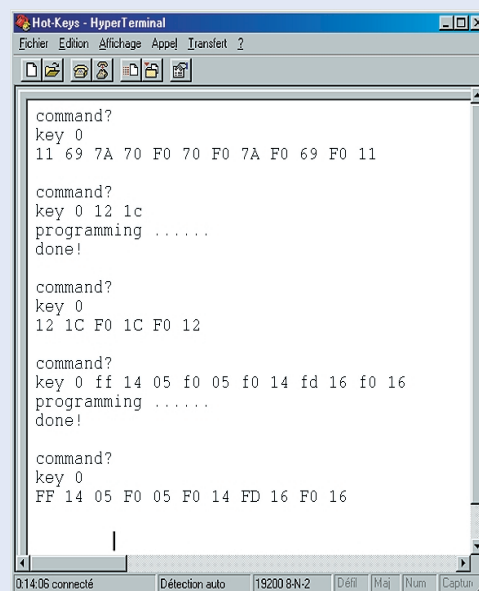 Hot-Keys - HyperTerminal
Fichier Edition Affichage Appel Transfert ?
command?
key 0
11 69 7A 70 F0 70 F0 7A F0 69 F0 11
command?
key 0 12 1c
programming ......
done!
command?
key 0
12 1C F0 1C F0 12
command?
key 0 ff 14 05 f0 05 f0 14 fd 16 f0 16
programming ......
done!
command?
key 0
FF 14 05 F0 05 F0 14 FD 16 F0 16
0:14:06 connecté Détection auto 19200 8-N-2 Défil Maj Num Captur